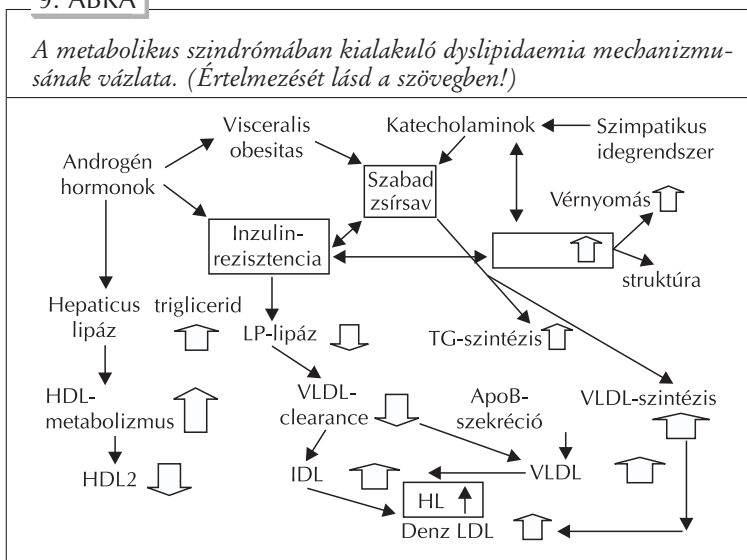 9. ÁBRA
A metabolikus szindrómában kialakuló dyslipidaemia mechanizmu-
sának vázlata. (Értelmezését lásd a szövegben!)
Visceralis
obesitas
Katecholaminok
Szimpatikus
idegrendszer
Androgén
hormonok
Szabad
zsírsav
Vérnyomás
Inzulin-
rezisztencia
struktúra
Hepaticus
lipáz
triglicerid
LP-lipáz
TG-szintézis
HDL-
metabolizmus
VLDL-
clearance
ApoB-
szekréció
VLDL-szintézis
HDL2
IDL
VLDL
HL
Denz LDL